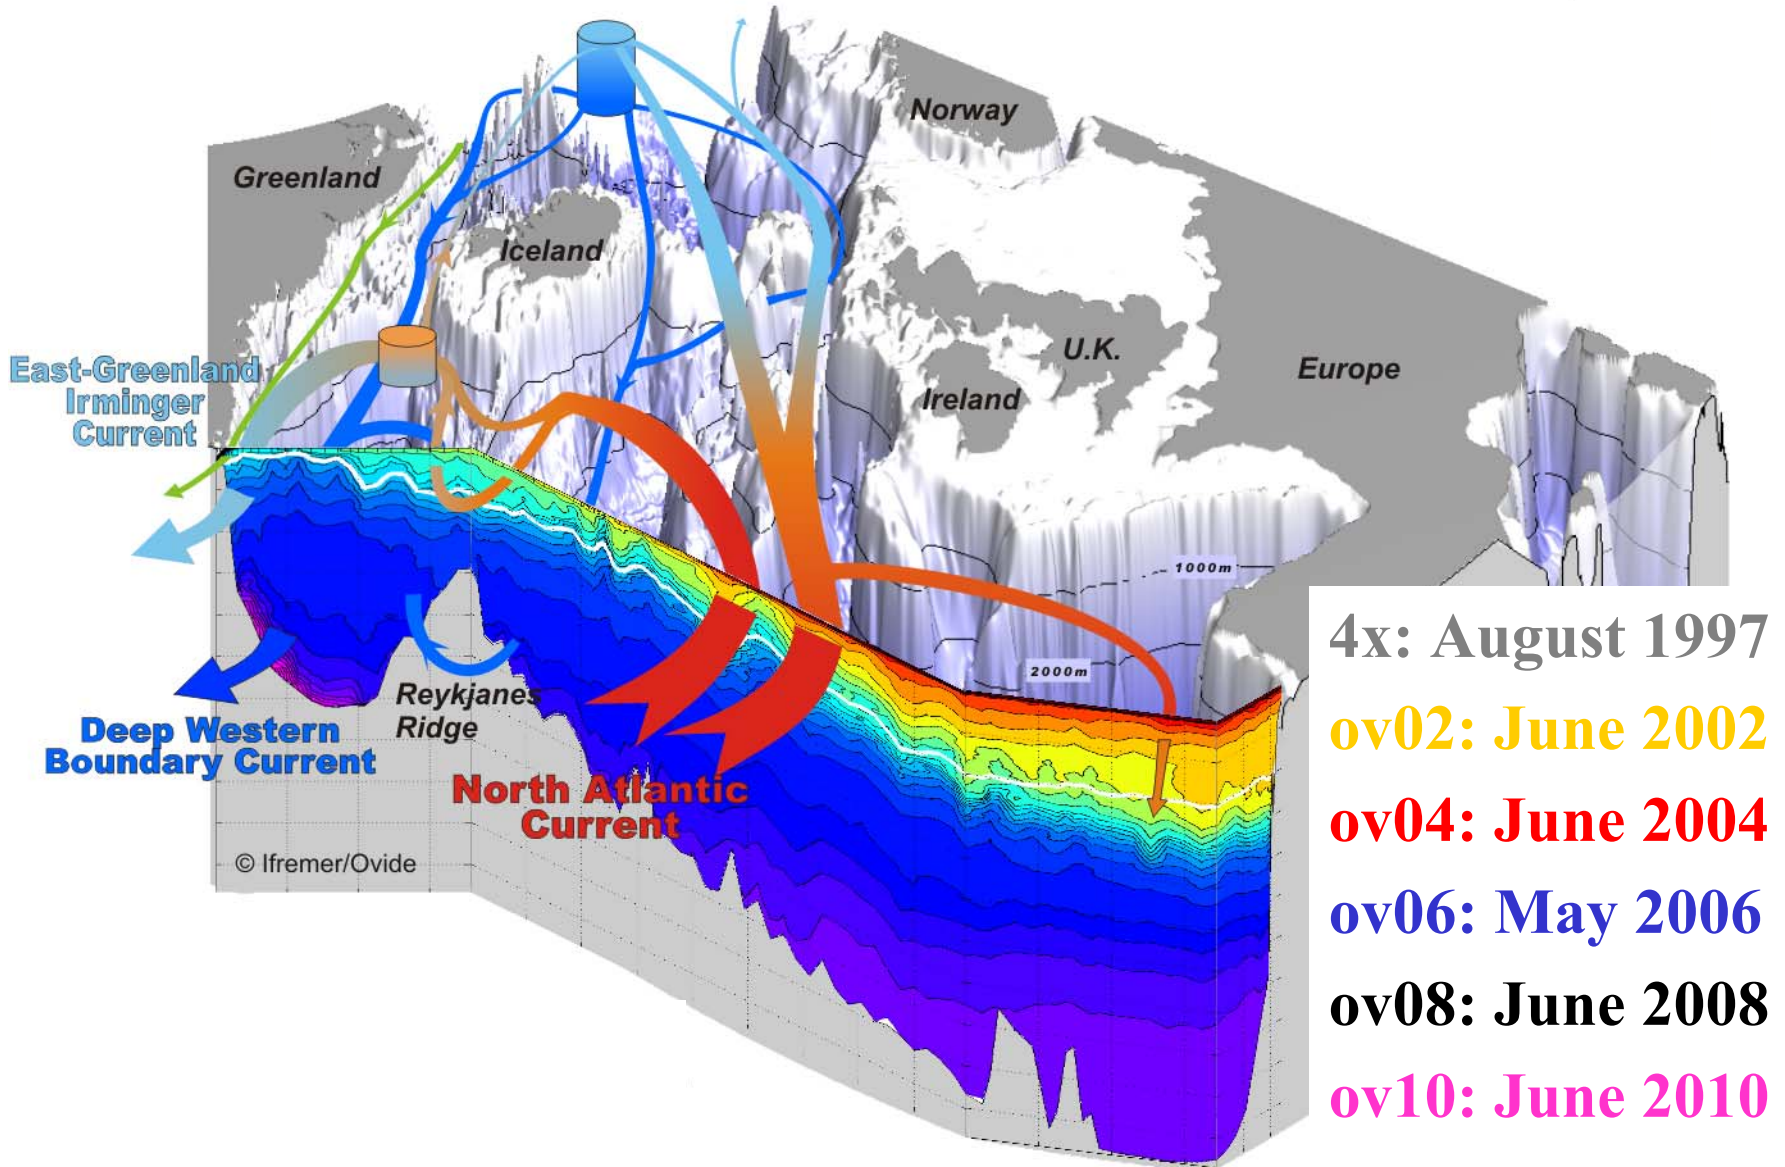 Norway
Greenland
Iceland
U.K.
Europe
East-Greenland
Irminger
Current
Ireland
1000m
2000m
Reykjanes
Ridge
Deep Western
Boundary Current
North Atlantic
Current
© Ifremer/Ovide
4x: August 1997
ov02: June 2002
ov04: June 2004
ov06: May 2006
ov08: June 2008
ov10: June 2010